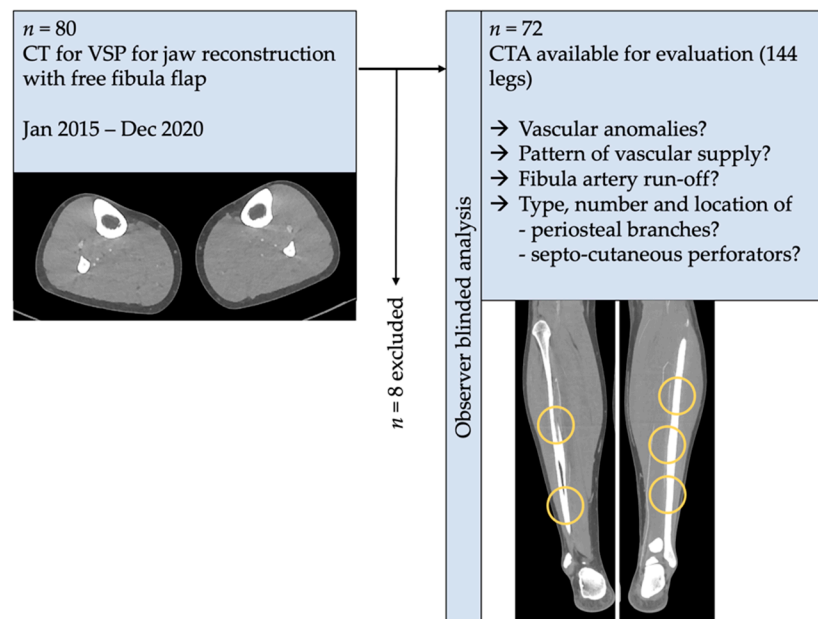 n = 80
CT for VSP for jaw reconstruction
with free fibula flap
Jan 2015 – Dec 2020
n = 8 excluded
Observer blinded analysis
n = 72
CTA available for evaluation (144
legs)
→ Vascular anomalies?
→ Pattern of vascular supply?
→ Fibula artery run-off?
→ Type, number and location of
- periosteal branches?
- septo-cutaneous perforators?